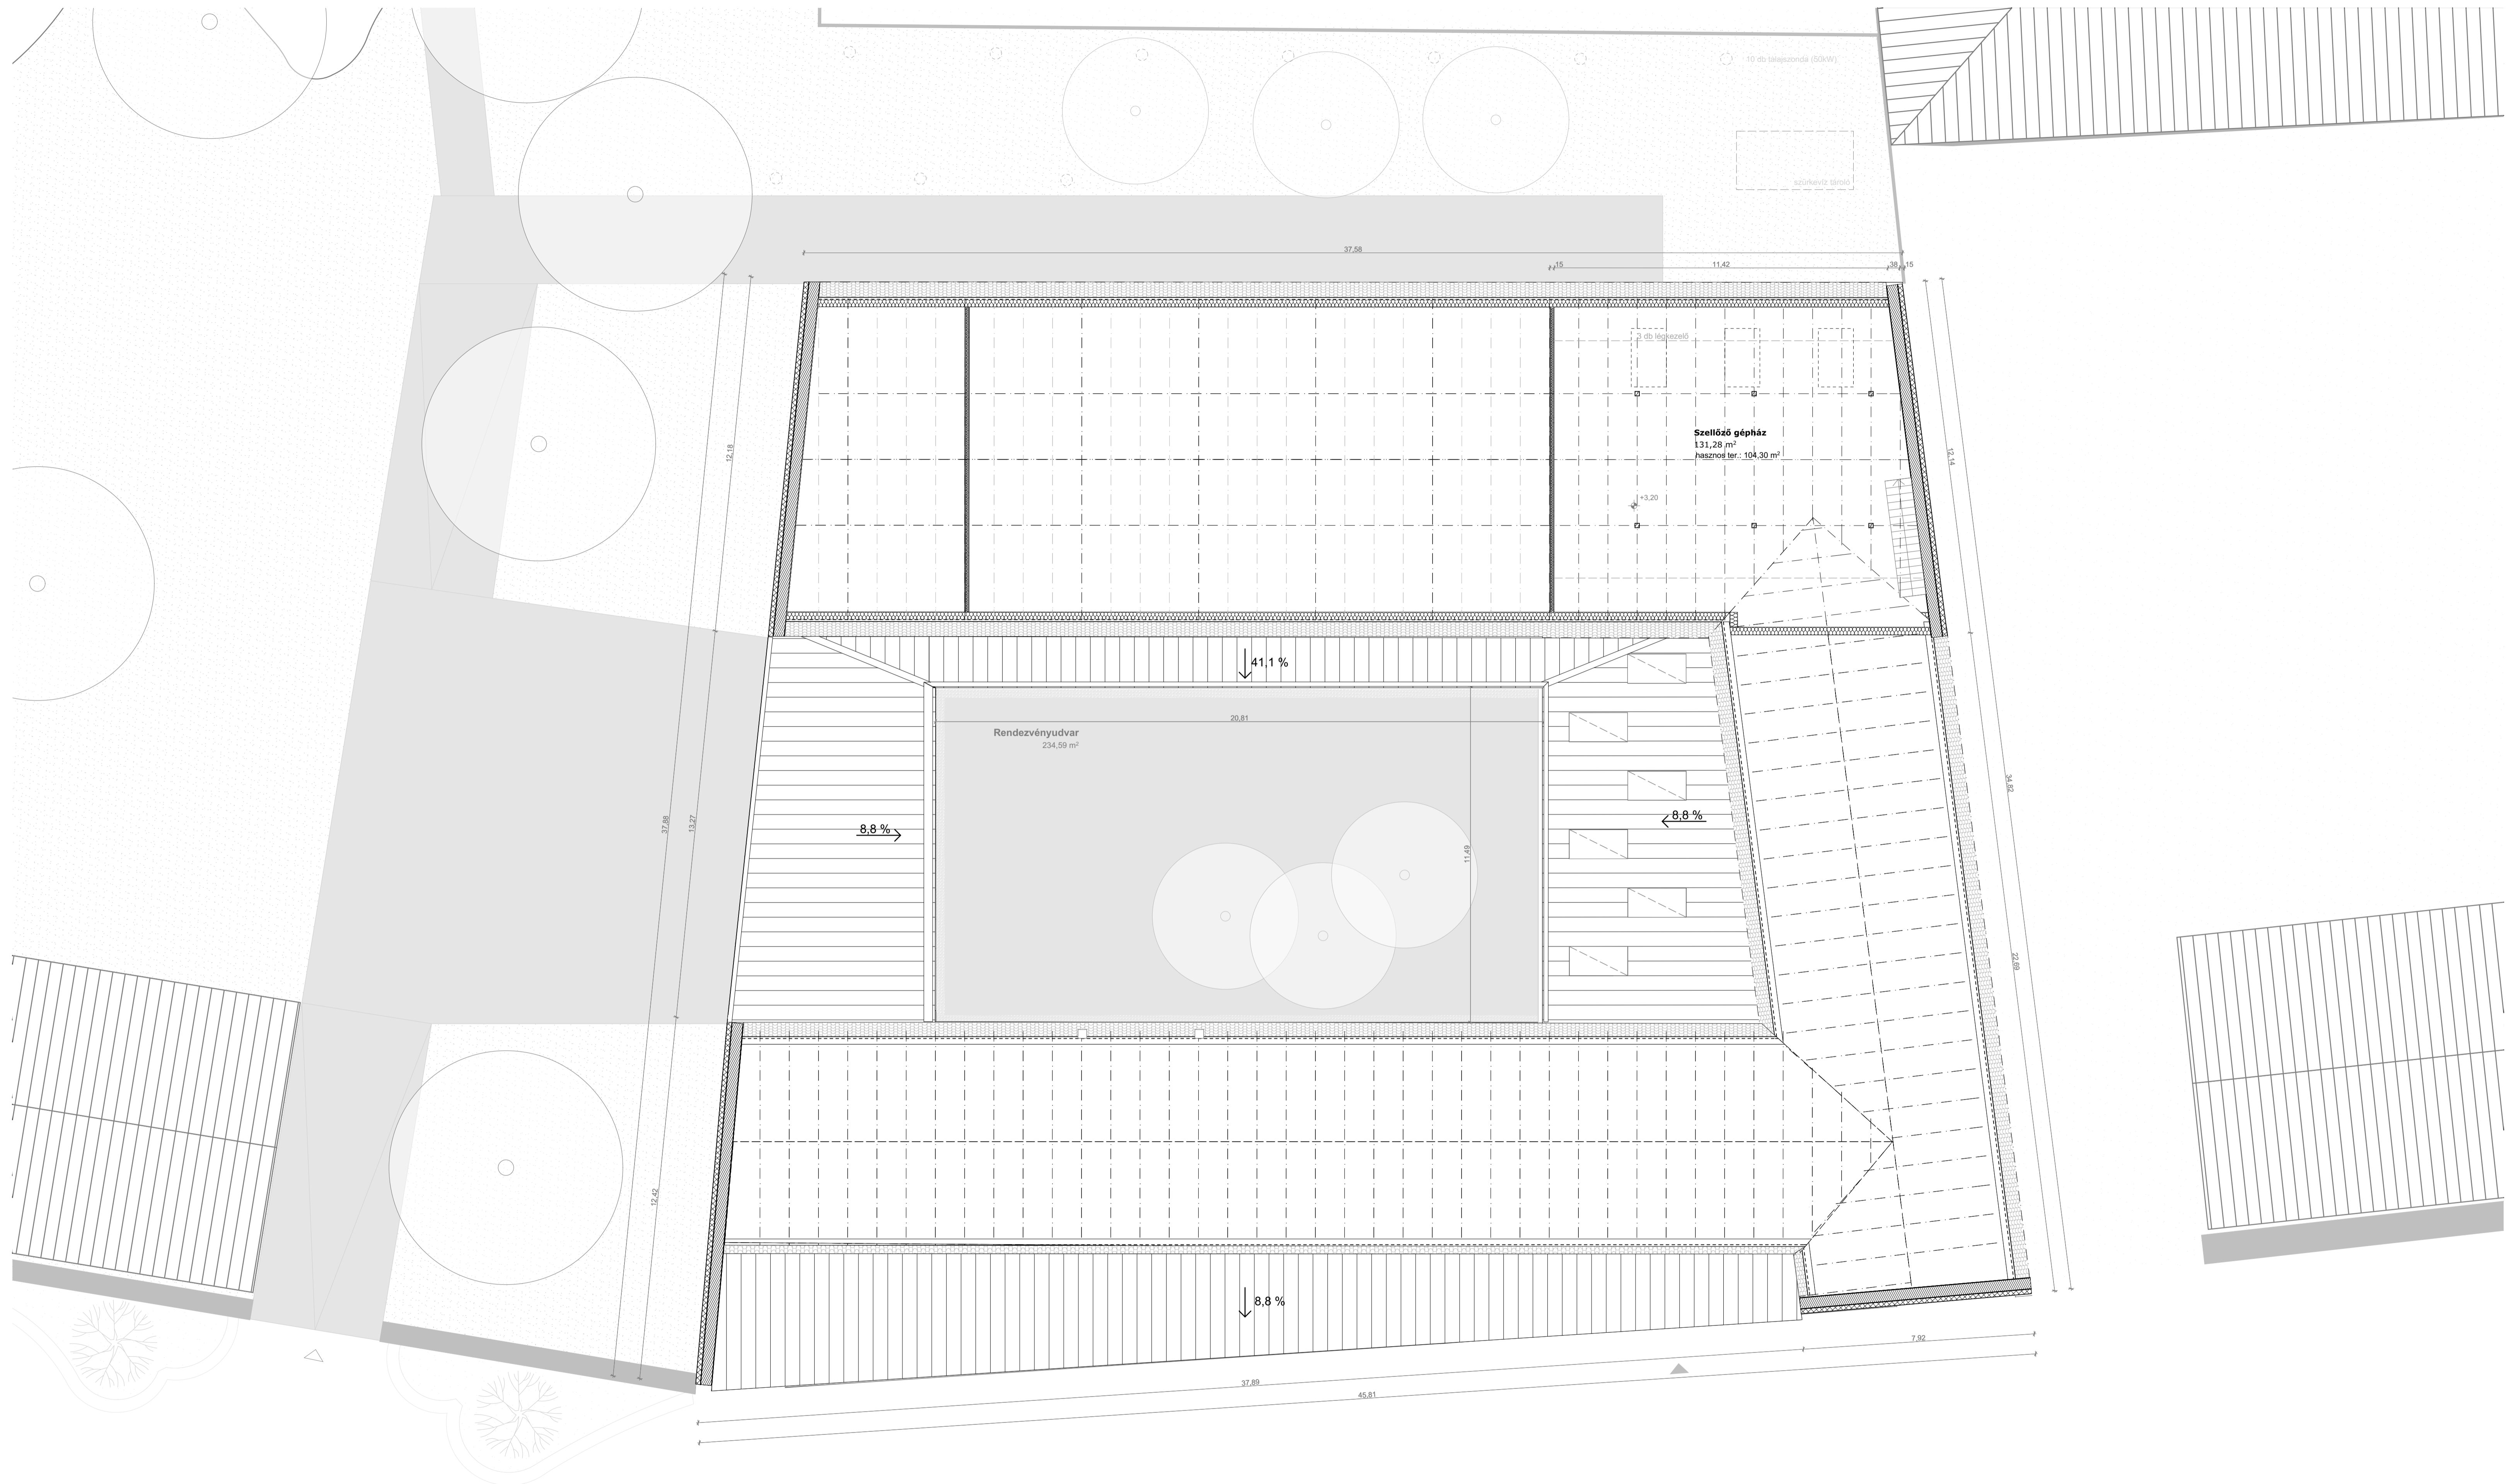 10 db talajszonda (50kW)
szürkevíz tároló
37,58
15
11,42
38
15
3 db légkezelő
Szellőző gépház
131,28 m²
hasznos ter.: 104,30 m²
+3,20
12,18
12,14
41,1 %
20,81
Rendezvényudvar
234,59 m²
34,82
8,8 %
8,8 %
37,88
13,27
11,49
22,69
12,42
8,8 %
7,92
37,89
45,81